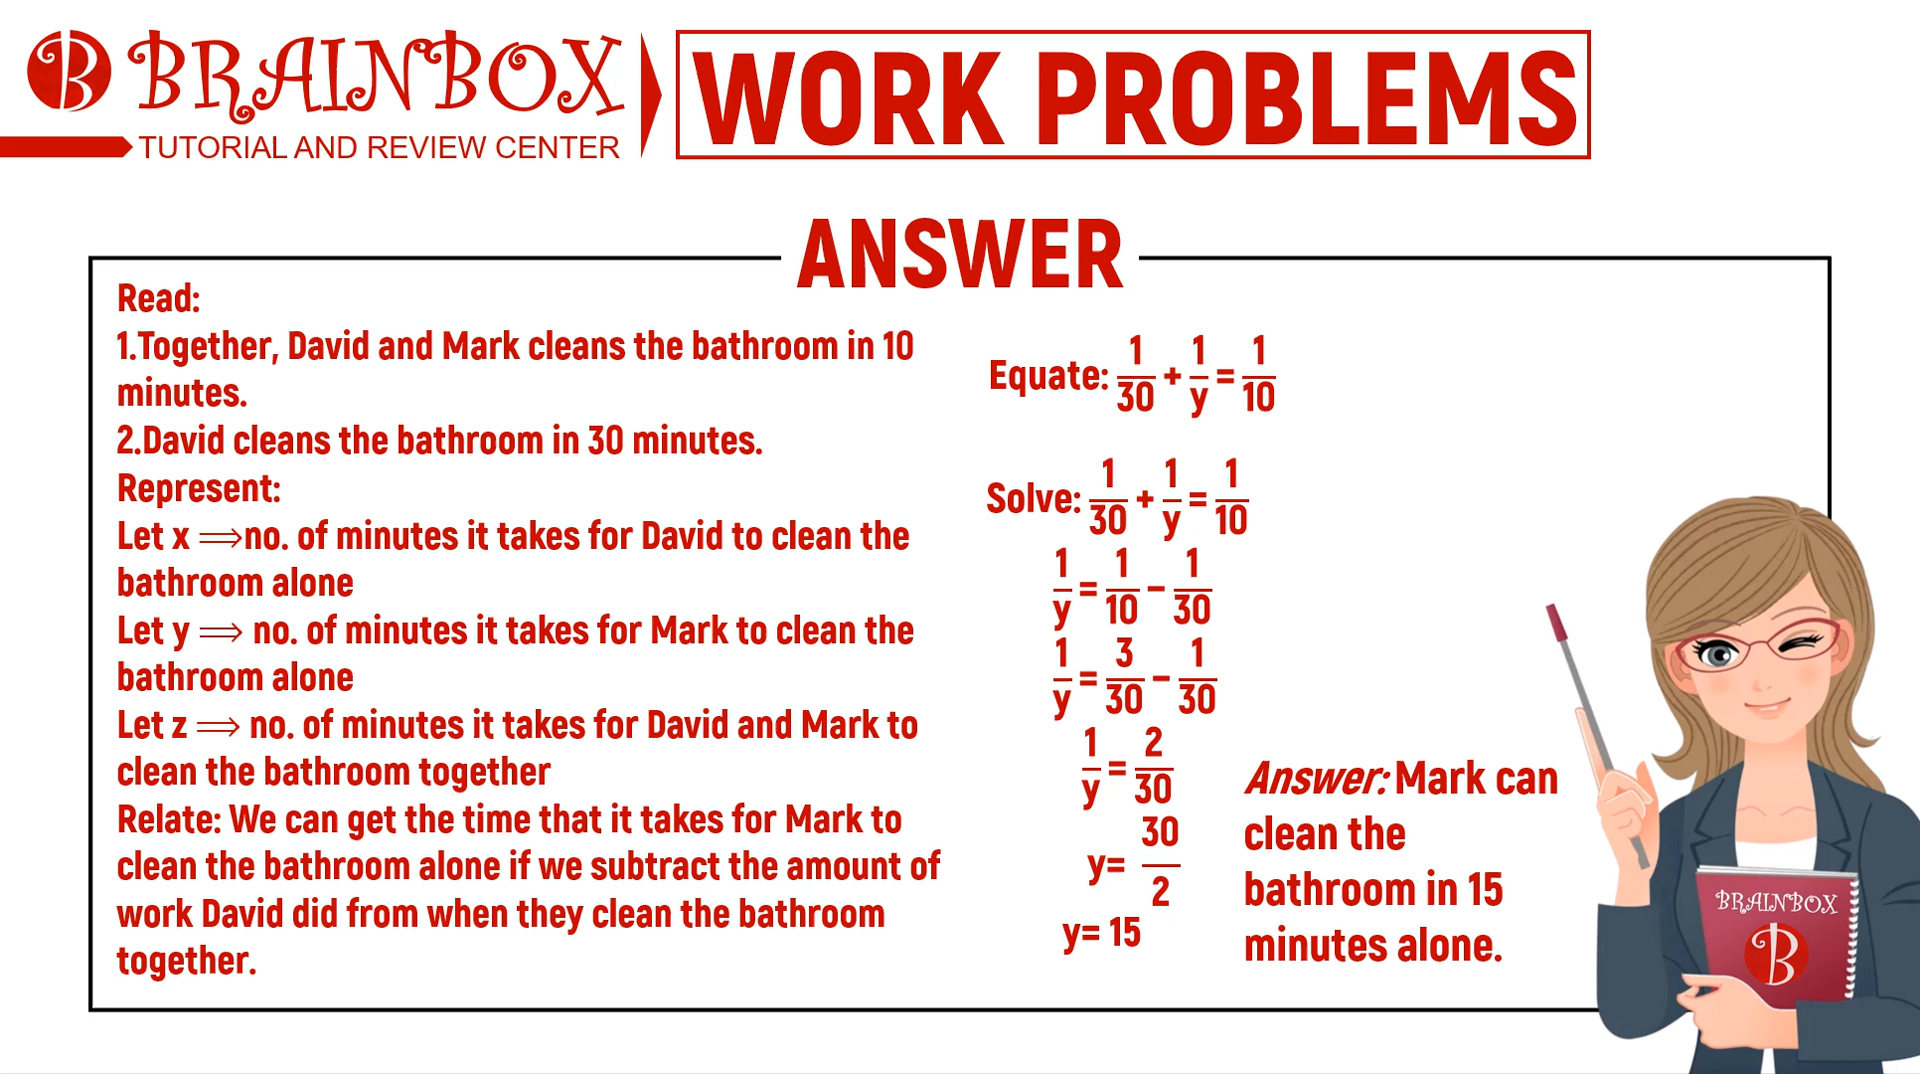 B BRAINBOX
TUTORIAL AND REVIEW CENTER
WORK PROBLEMS
ANSWER
Read:
1.Together, David and Mark cleans the bathroom in 10
minutes.
2.David cleans the bathroom in 30 minutes.
Represent:
Let x ⟹no. of minutes it takes for David to clean the
bathroom alone
Let y ⟹ no. of minutes it takes for Mark to clean the
bathroom alone
Let z ⟹ no. of minutes it takes for David and Mark to
clean the bathroom together
Relate: We can get the time that it takes for Mark to
clean the bathroom alone if we subtract the amount of
work David did from when they clean the bathroom
together.
Equate: 1/30 + 1/y = 1/10
Solve: 1/30 + 1/y = 1/10
1/y = 1/10 - 1/30
1/y = 3/30 - 1/30
1/y = 2/30
y= 30/2
y= 15
Answer: Mark can
clean the
bathroom in 15
minutes alone.
BRAINBOX
B